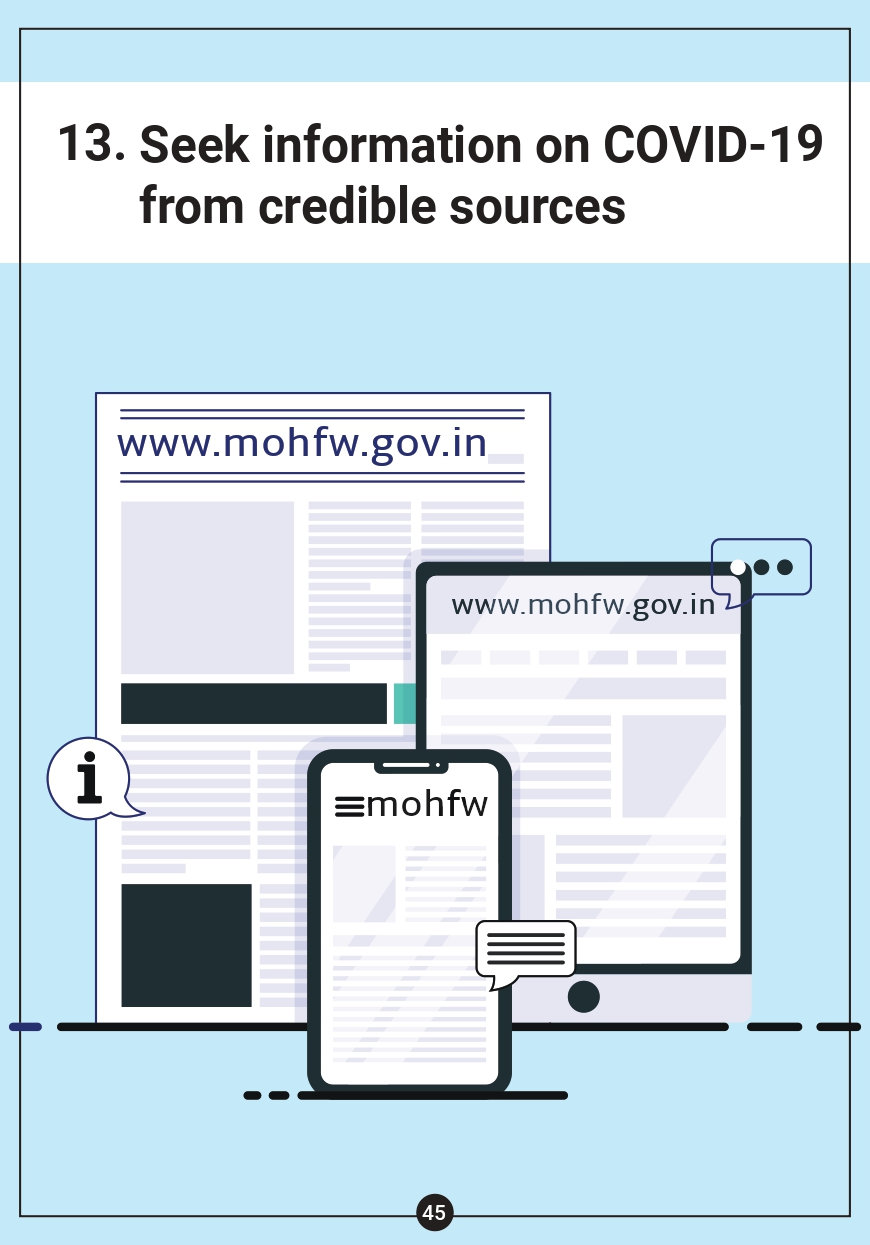 13. Seek information on COVID-19
from credible sources
www.mohfw.gov.in
www.mohfw.gov.in
i
mohfw
45